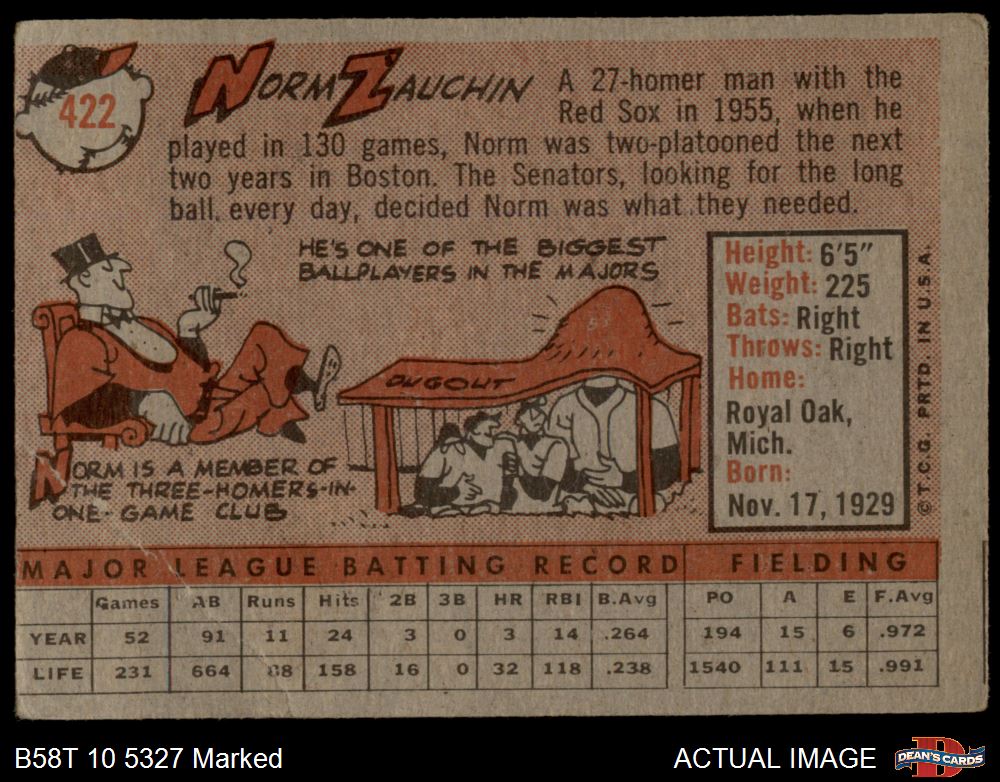 422
NORM ZAUCHIN
A 27-homer man with the
Red Sox in 1955, when he
played in 130 games, Norm was two-platooned the next
two years in Boston. The Senators, looking for the long
ball, every day, decided Norm was what they needed.
HE'S ONE OF THE BIGGEST
BALLPLAYERS IN THE MAJORS
DUGOUT
NORM IS A MEMBER OF
THE THREE-HOMERS-IN-
ONE-GAME CLUB
Height: 6'5"
Weight: 225
Bats: Right
Throws: Right
Home:
Royal Oak,
Mich.
Born:
Nov. 17, 1929
© T.C.G. PRTD. IN U.S.A.
MAJOR LEAGUE BATTING RECORD FIELDING
Games AB Runs Hits 2B 3B HR RBI B.Avg PO A E F.Avg
YEAR 52 91 11 24 3 0 3 14 .264 194 15 6 .972
LIFE 231 664 88 158 16 0 32 118 .238 1540 111 15 .991
B58T 10 5327 Marked
ACTUAL IMAGE
D
DEAN'S CARDS